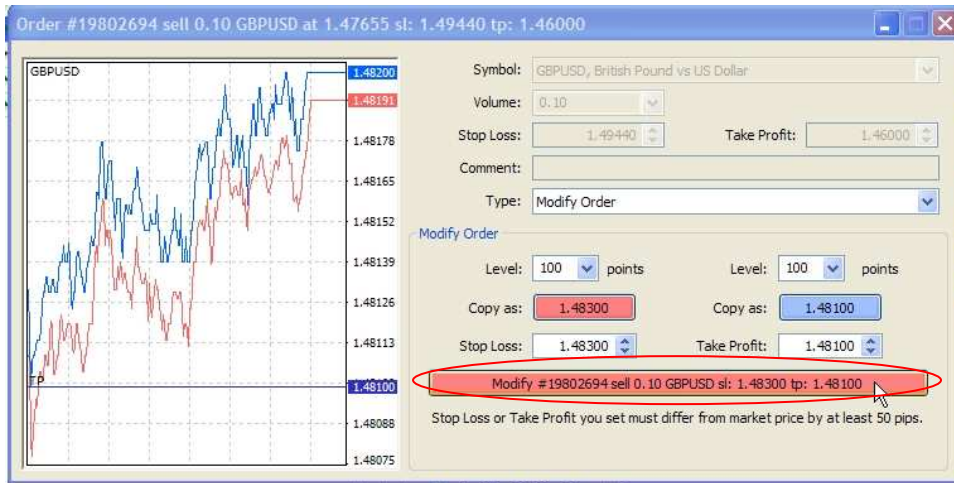 Order #19802694 sell 0.10 GBPUSD at 1.47655 sl: 1.49440 tp: 1.46000
GBPUSD
1.48200
1.48191
1.48178
1.48165
1.48152
1.48139
1.48126
1.48113
TP
1.48100
1.48088
1.48075
Symbol: GBPUSD, British Pound vs US Dollar
Volume: 0.10
Stop Loss: 1.49440 Take Profit: 1.46000
Comment:
Type: Modify Order
Modify Order
Level: 100 points Level: 100 points
Copy as: 1.48300 Copy as: 1.48100
Stop Loss: 1.48300 Take Profit: 1.48100
Modify #19802694 sell 0.10 GBPUSD sl: 1.48300 tp: 1.48100
Stop Loss or Take Profit you set must differ from market price by at least 50 pips.